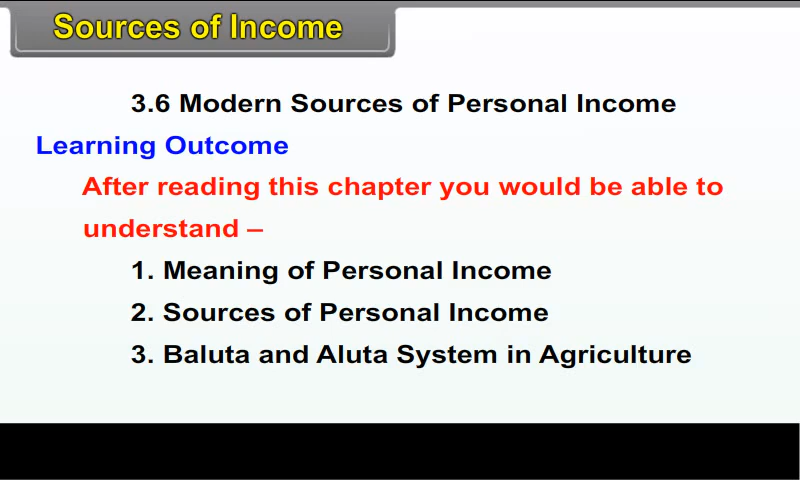 Sources of Income
3.6 Modern Sources of Personal Income
Learning Outcome
After reading this chapter you would be able to
understand –
1. Meaning of Personal Income
2. Sources of Personal Income
3. Baluta and Aluta System in Agriculture